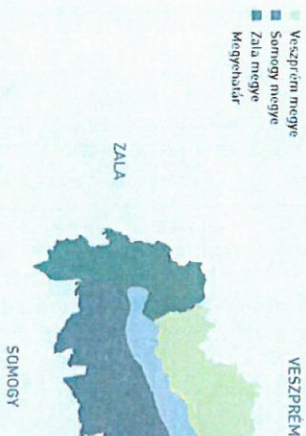 Veszprém megye
Somogy megye
Zala megye
Megyehatár
ZALA
VESZPRÉM
SOMOGY